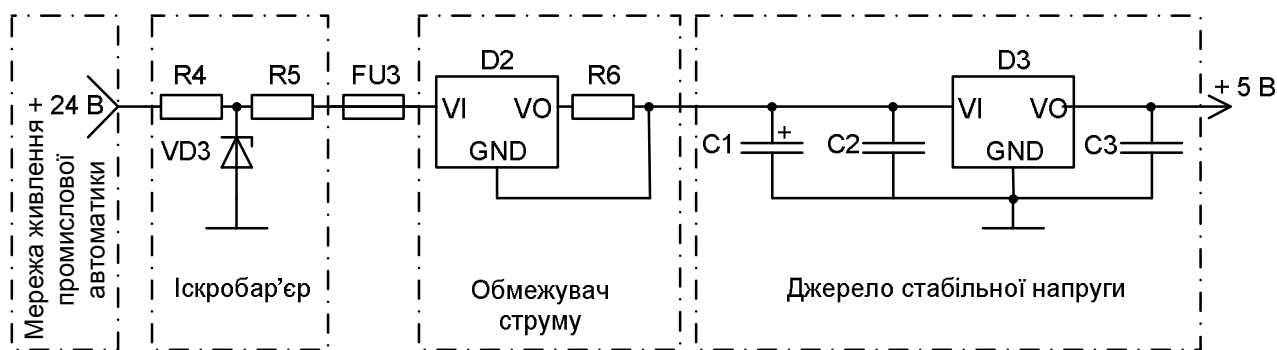 Мережа живлення
промислової
автоматики
+ 24 В
R4
R5
VD3
Іскробар’єр
FU3
D2
VI
VO
GND
R6
Обмежувач
струму
C1
+
C2
D3
VI
VO
GND
C3
Джерело стабільної напруги
+ 5 В